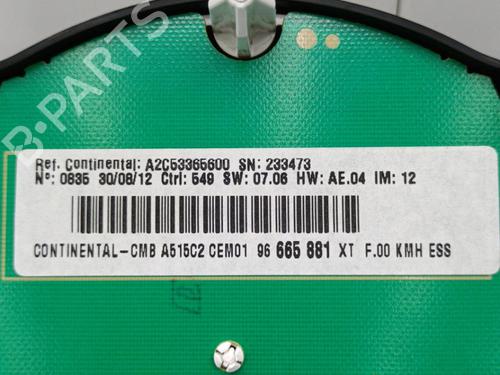 Ref. Continental: A2C53365600 SN: 233473
Nº: 0835 30/08/12 Ctrl: 549 SW: 07.06 HW: AE.04 IM: 12
CONTINENTAL-CMB A515C2 CEM01 96 665 881 XT F.00 KMH ESS
B-PARTS